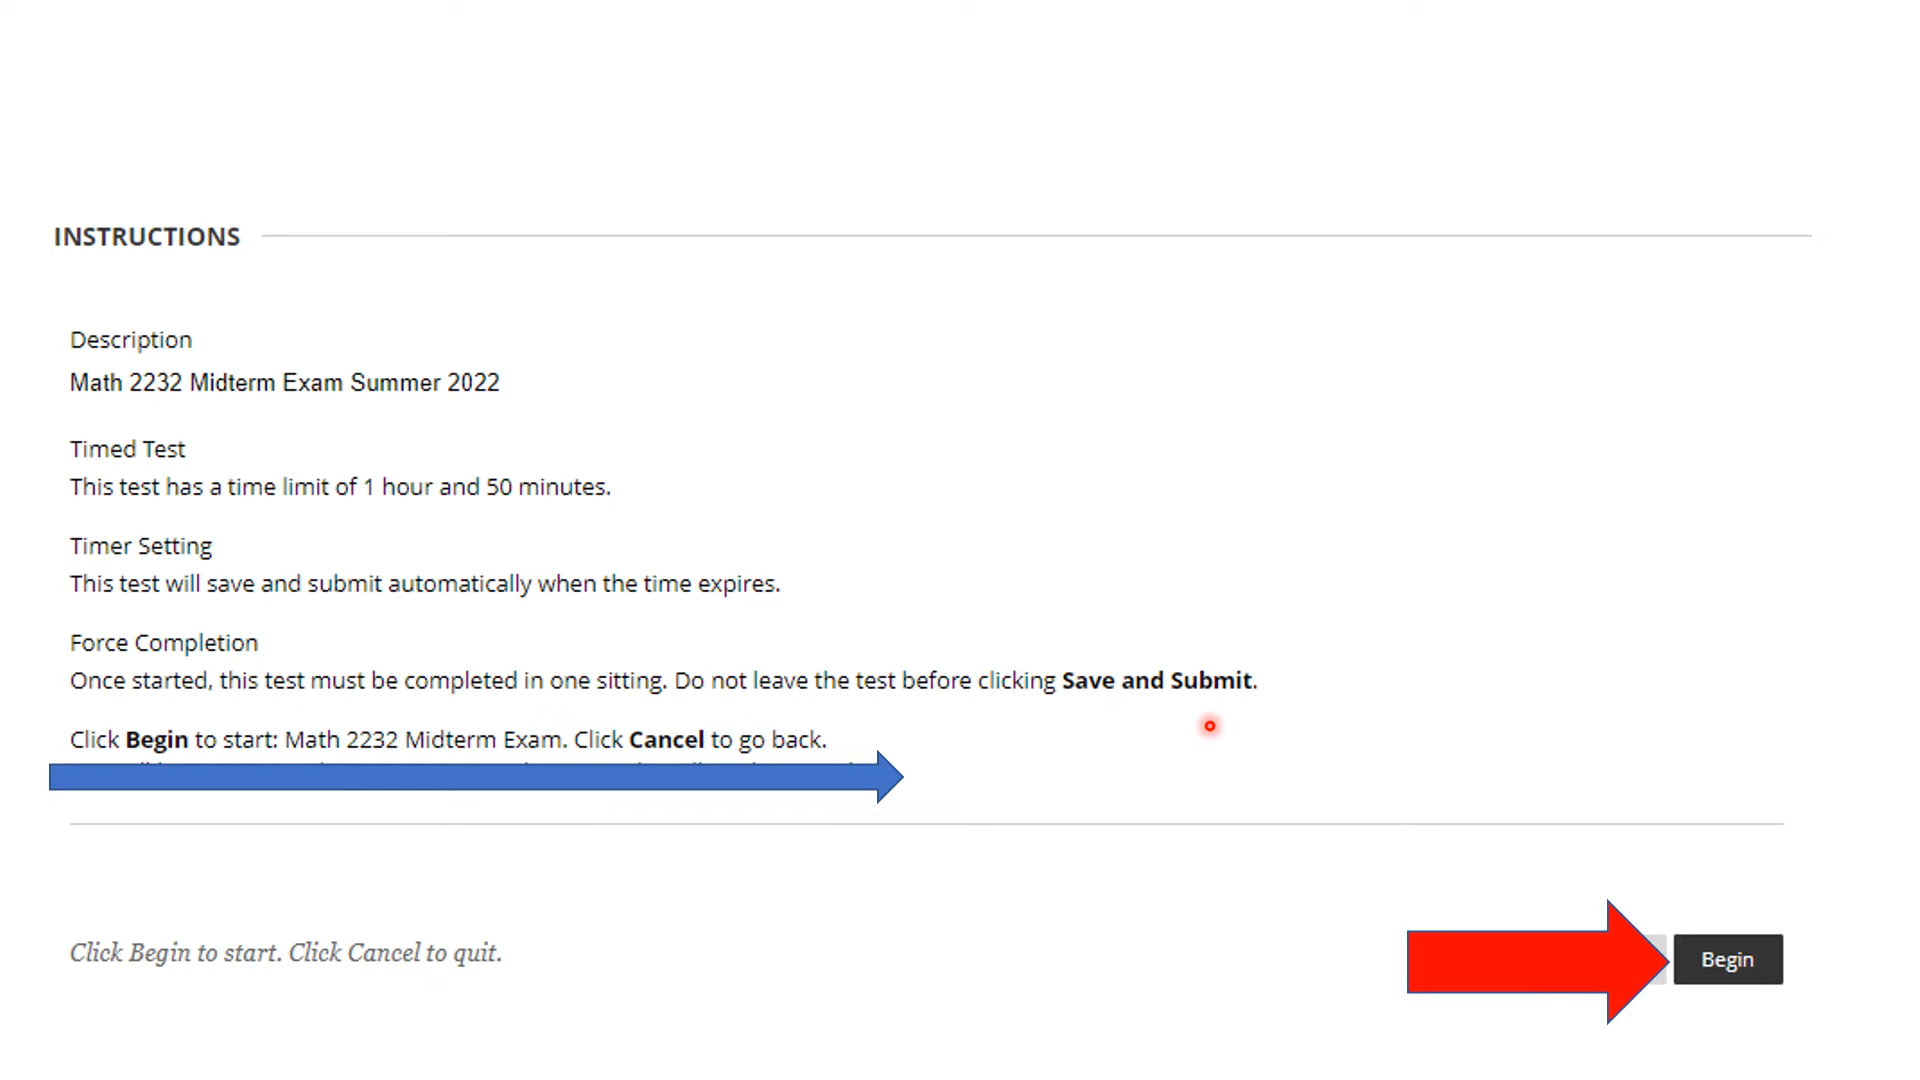 INSTRUCTIONS
Description
Math 2232 Midterm Exam Summer 2022
Timed Test
This test has a time limit of 1 hour and 50 minutes.
Timer Setting
This test will save and submit automatically when the time expires.
Force Completion
Once started, this test must be completed in one sitting. Do not leave the test before clicking Save and Submit.
Click Begin to start: Math 2232 Midterm Exam. Click Cancel to go back.
Click Begin to start. Click Cancel to quit.
Begin